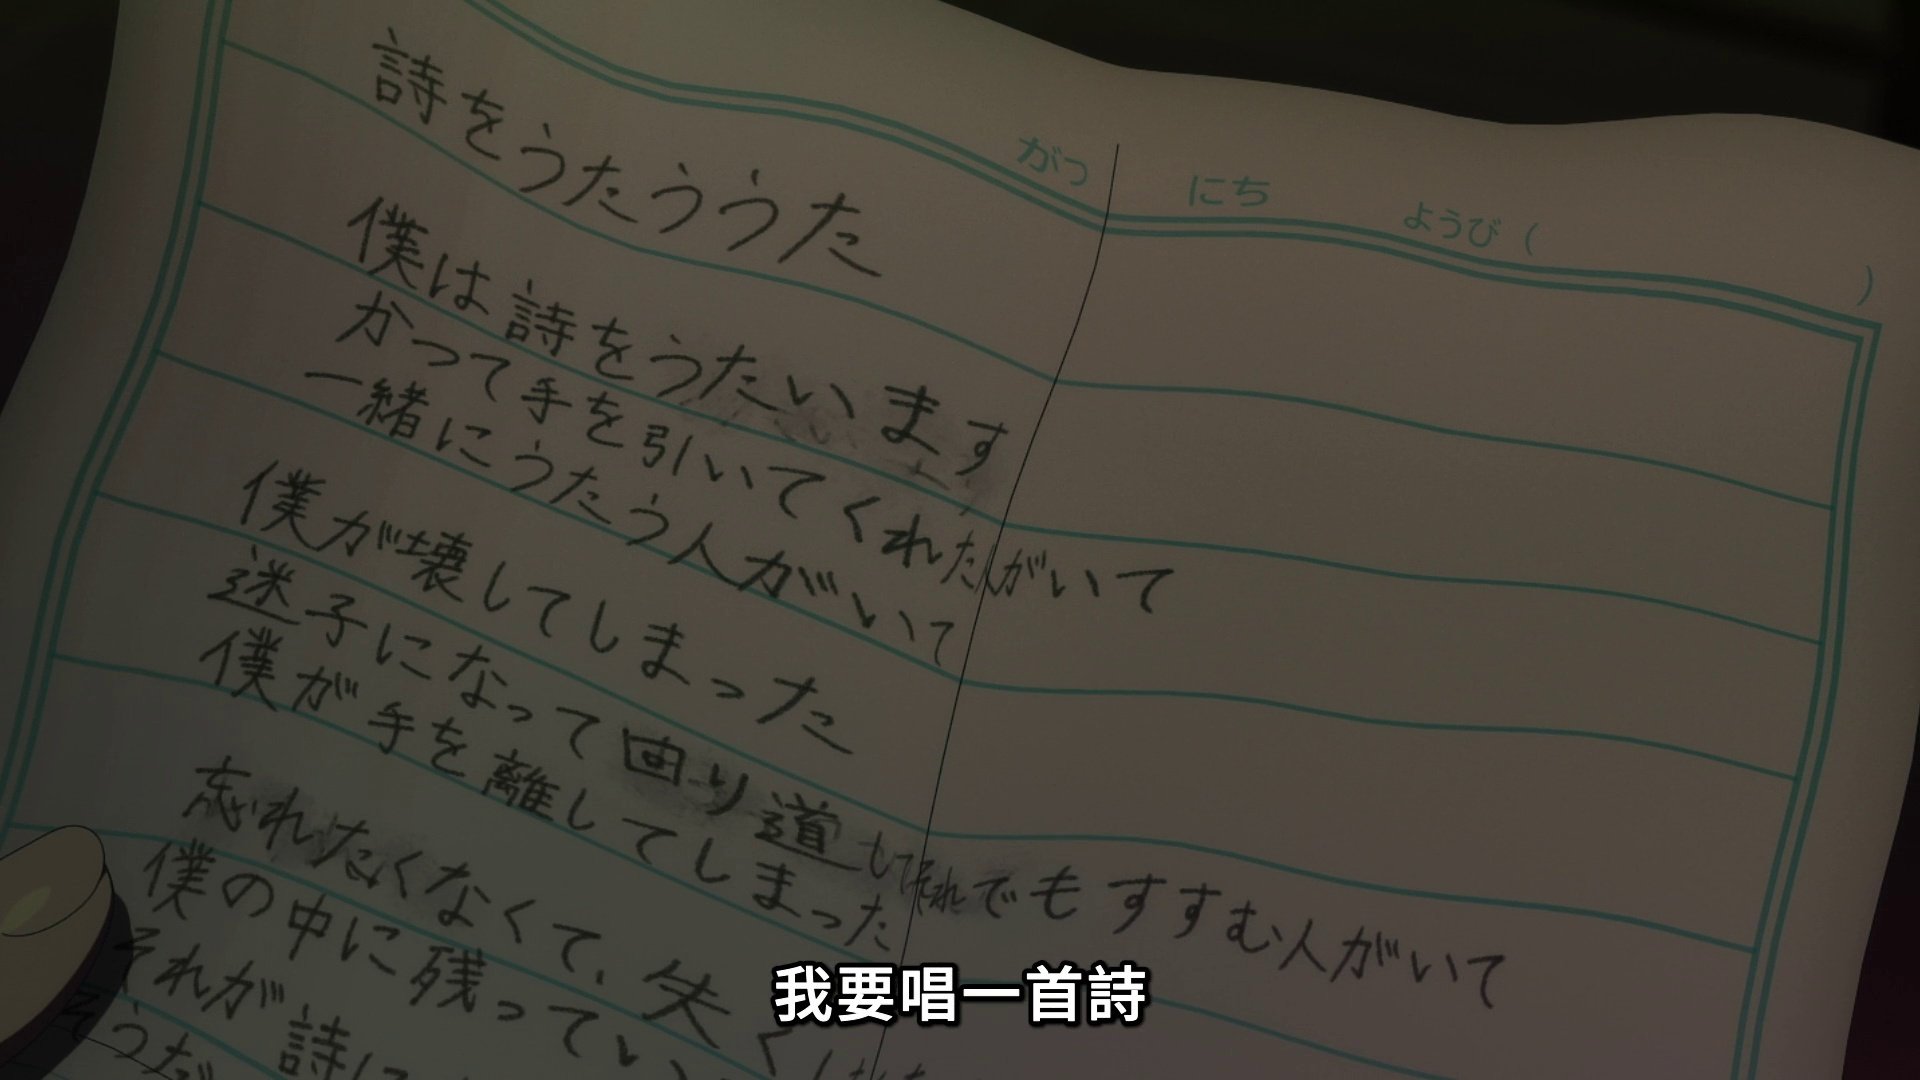 がつ にち ようび ( )
詩をうたううた
僕は詩をうたいます
かつて手を引いてくれた人がいて
一緒にうたう人がいて
僕が壊してしまった
迷子になって回り道してそれでもすすむ人がいて
僕が手を離してしまった
忘れたくなくて、失くし
僕の中に残ってい
それが詩に
そうだ
我要唱一首詩